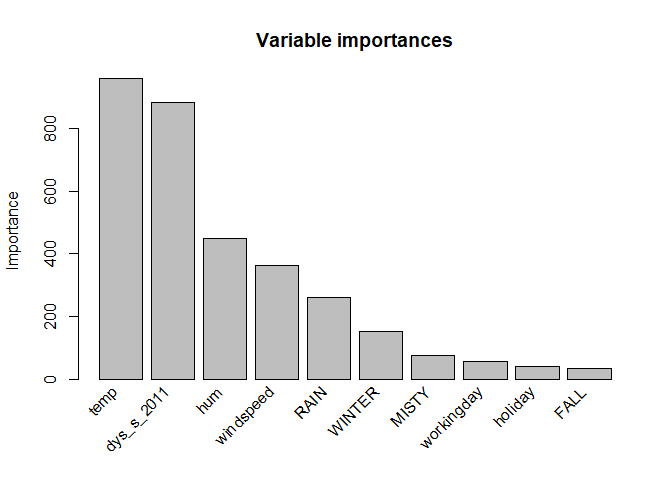 Variable importances
Importance
800
600
400
200
0
temp
dys_s_2011
hum
windspeed
RAIN
WINTER
MISTY
workingday
holiday
FALL